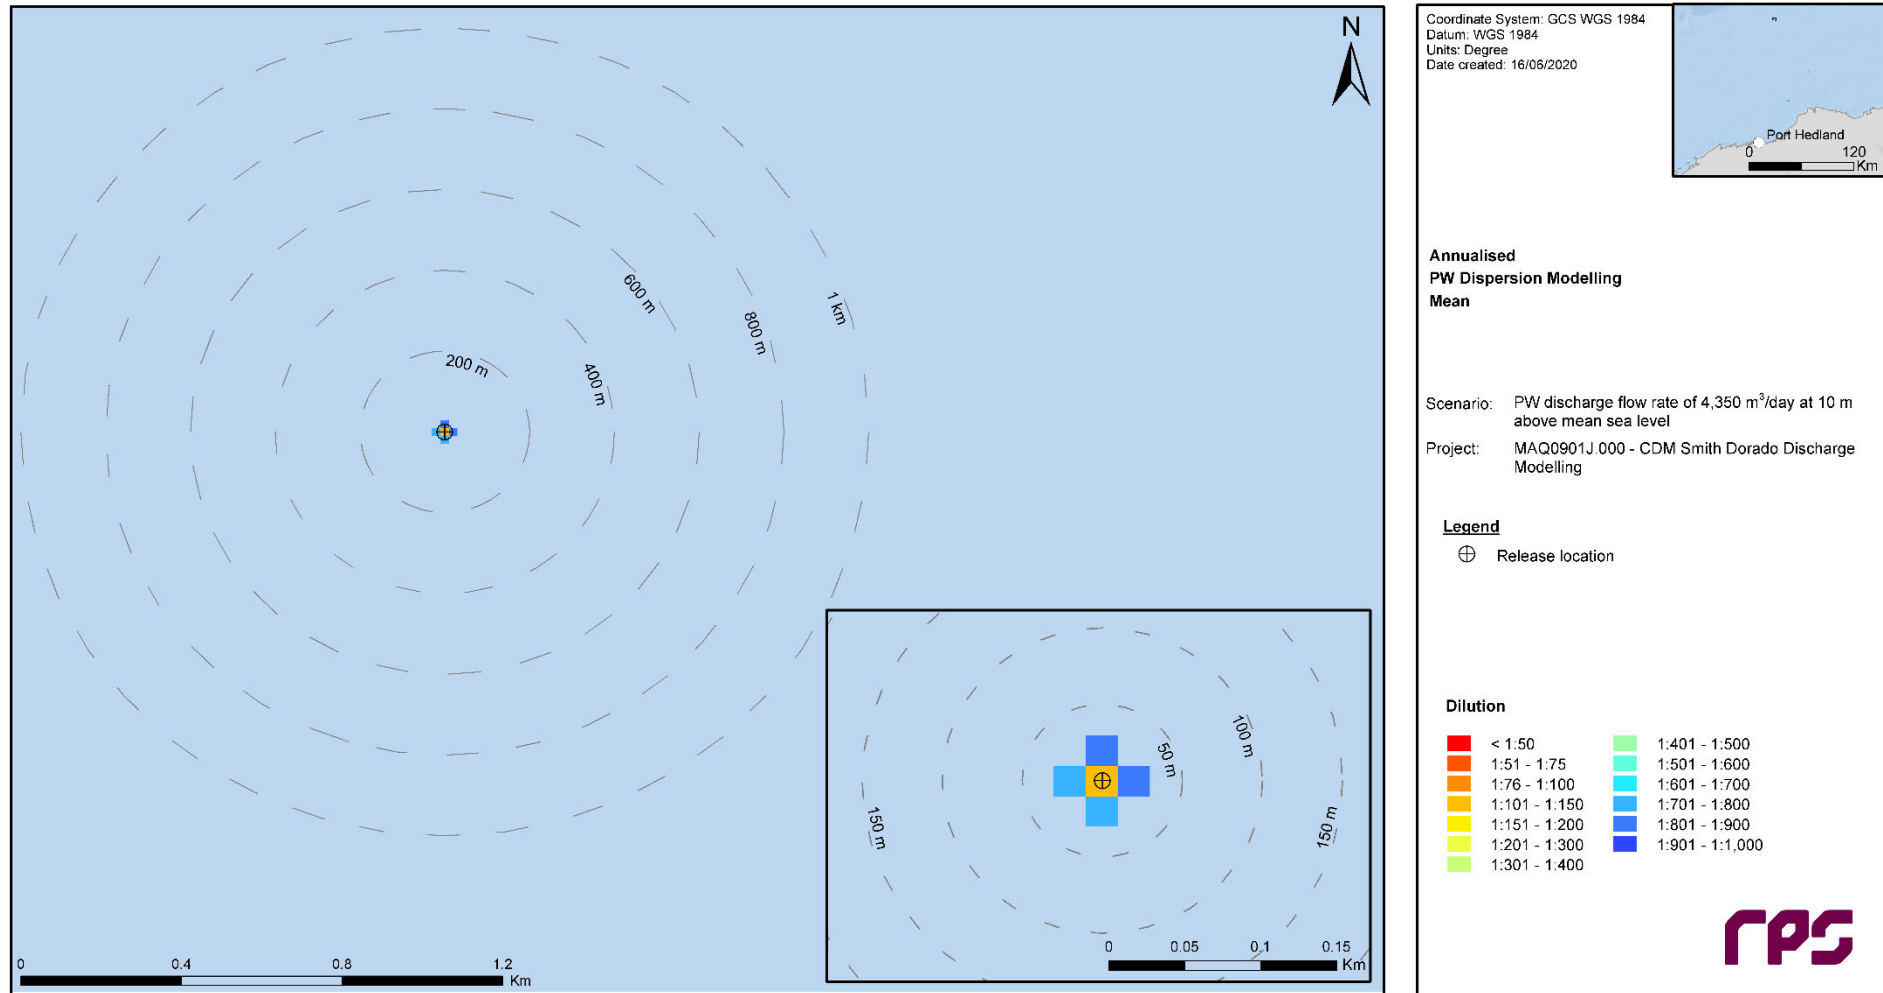 N
1 km
600 m
800 m
200 m
400 m
50 m
100 m
150 m
150 m
0 0.05 0.1 0.15
Km
0 0.4 0.8 1.2
Km
Coordinate System: GCS WGS 1984
Datum: WGS 1984
Units: Degree
Date created: 16/06/2020
Port Hedland
0 120
Km
Annualised
PW Dispersion Modelling
Mean
Scenario: PW discharge flow rate of 4,350 m³/day at 10 m
above mean sea level
Project: MAQ0901J.000 - CDM Smith Dorado Discharge
Modelling
Legend
Release location
Dilution
< 1:50
1:51 - 1:75
1:76 - 1:100
1:101 - 1:150
1:151 - 1:200
1:201 - 1:300
1:301 - 1:400
1:401 - 1:500
1:501 - 1:600
1:601 - 1:700
1:701 - 1:800
1:801 - 1:900
1:901 - 1:1,000
rps